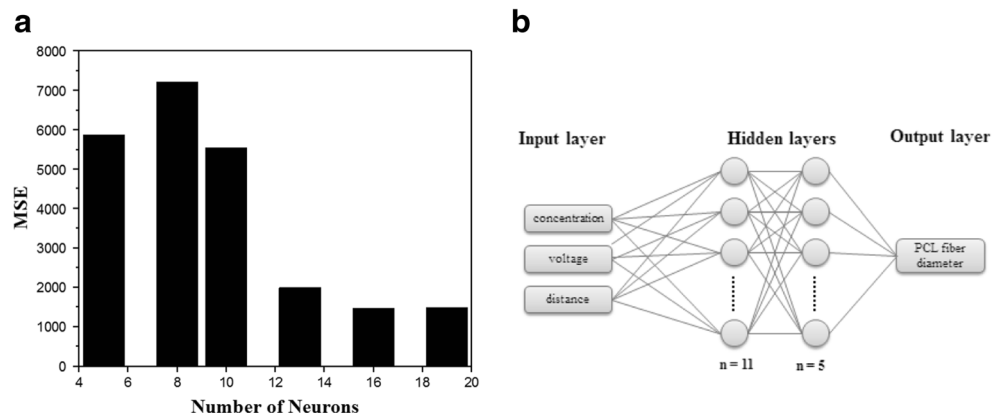 a
8000
7000
6000
5000
4000
3000
2000
1000
0
4 6 8 10 12 14 16 18 20
MSE
Number of Neurons
b
Input layer
Hidden layers
Output layer
concentration
voltage
distance
PCL fiber
diameter
n = 11
n = 5